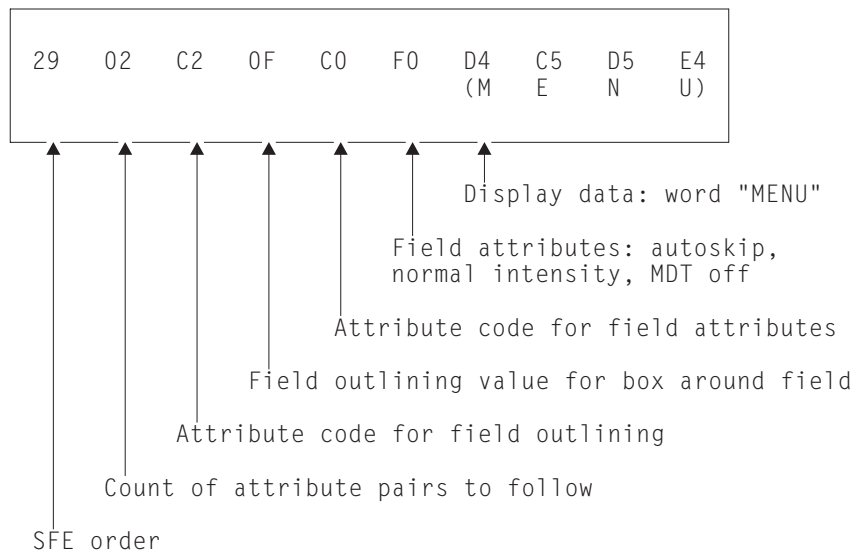 29 02 C2 0F C0 F0 D4 C5 D5 E4
(M E N U)
Display data: word "MENU"
Field attributes: autoskip,
normal intensity, MDT off
Attribute code for field attributes
Field outlining value for box around field
Attribute code for field outlining
Count of attribute pairs to follow
SFE order